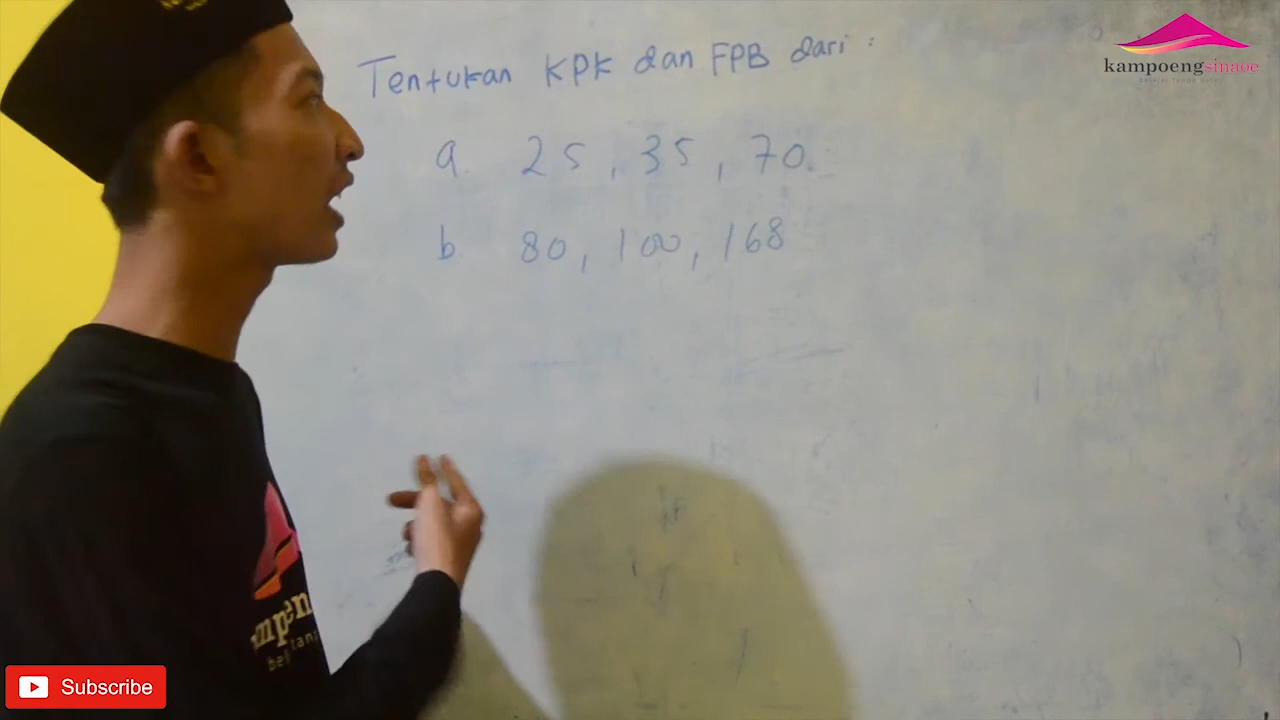 Tentukan KPK dan FPB dari :
a. 25, 35, 70.
b 80, 100, 168
kampoengsinaoe
Subscribe